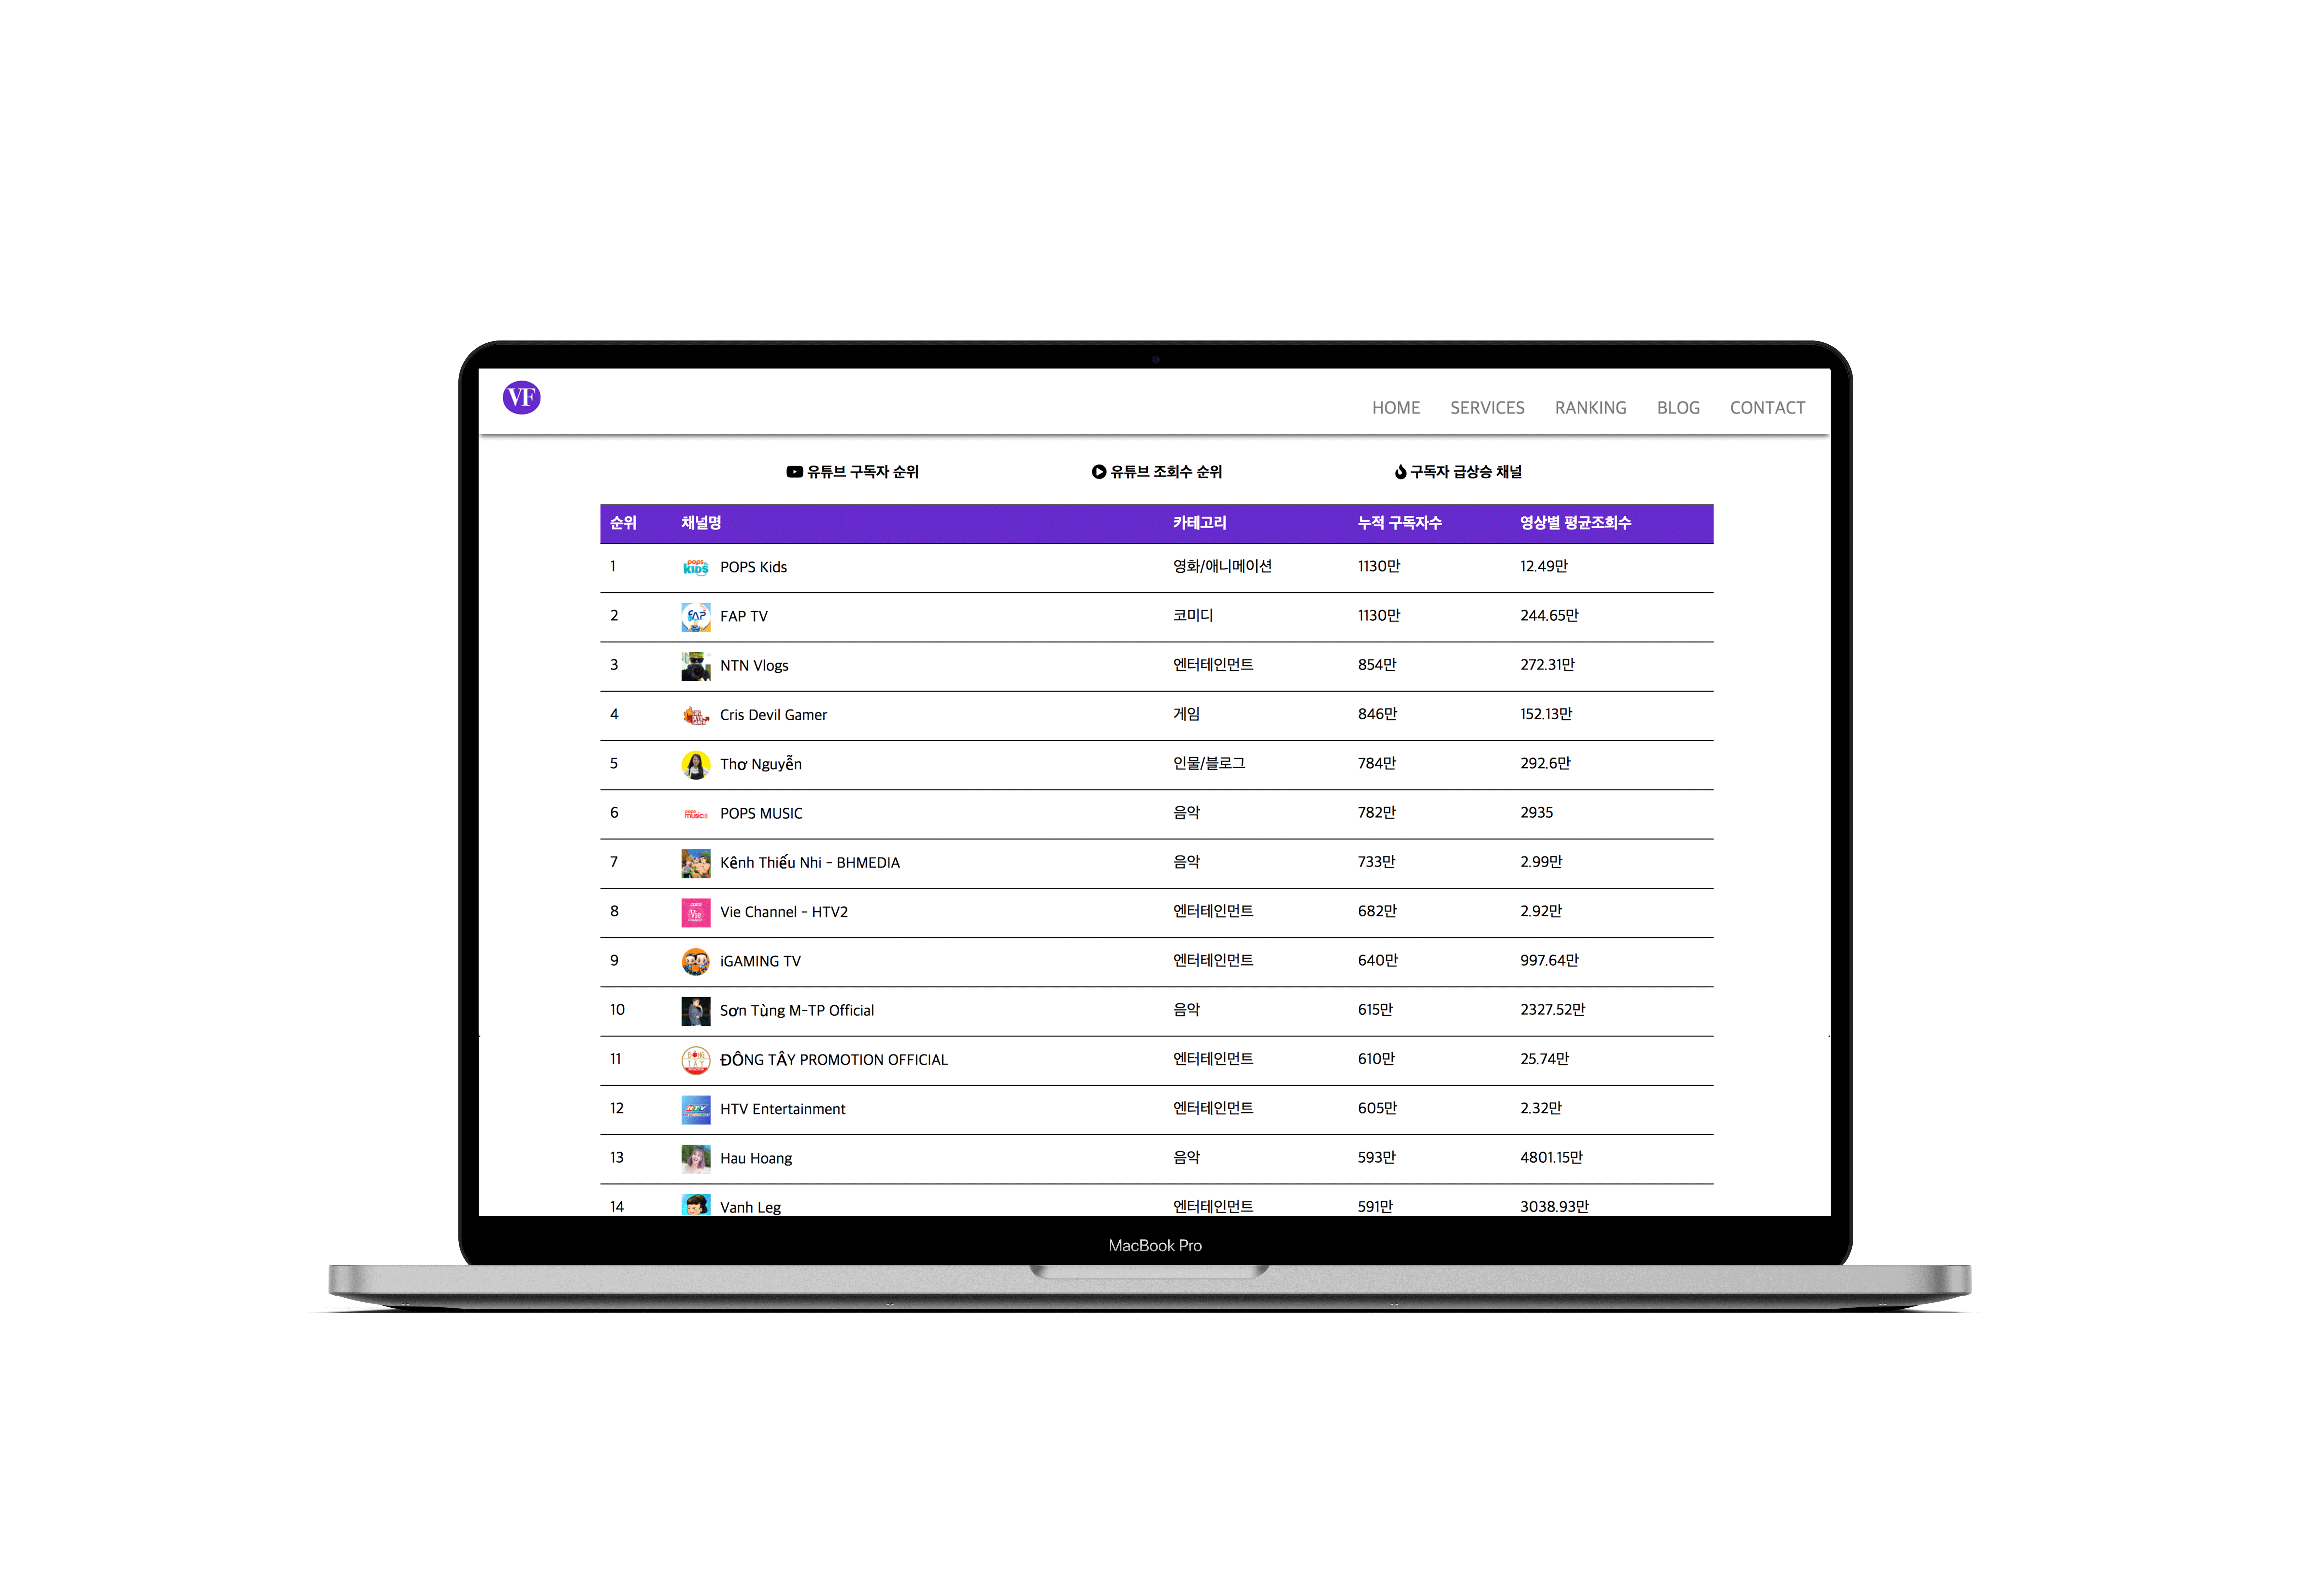 VF
HOME SERVICES RANKING BLOG CONTACT
유튜브 구독자 순위 유튜브 조회수 순위 구독자 급상승 채널
순위 채널명 카테고리 누적 구독자수 영상별 평균조회수
1 pops KIDS POPS Kids 영화/애니메이션 1130만 12.49만
2 FAP FAP TV 코미디 1130만 244.65만
3 NTN Vlogs 엔터테인먼트 854만 272.31만
4 Cris Devil Gamer 게임 846만 152.13만
5 Thơ Nguyễn 인물/블로그 784만 292.6만
6 pops music POPS MUSIC 음악 782만 2935
7 Kênh Thiếu Nhi - BHMEDIA 음악 733만 2.99만
8 Vie Vie Channel - HTV2 엔터테인먼트 682만 2.92만
9 iGAMING TV 엔터테인먼트 640만 997.64만
10 Sơn Tùng M-TP Official 음악 615만 2327.52만
11 ĐÔNG TÂY ĐÔNG TÂY PROMOTION OFFICIAL 엔터테인먼트 610만 25.74만
12 HTV HTV Entertainment 엔터테인먼트 605만 2.32만
13 Hau Hoang 음악 593만 4801.15만
14 Vanh Leg 엔터테인먼트 591만 3038.93만
MacBook Pro